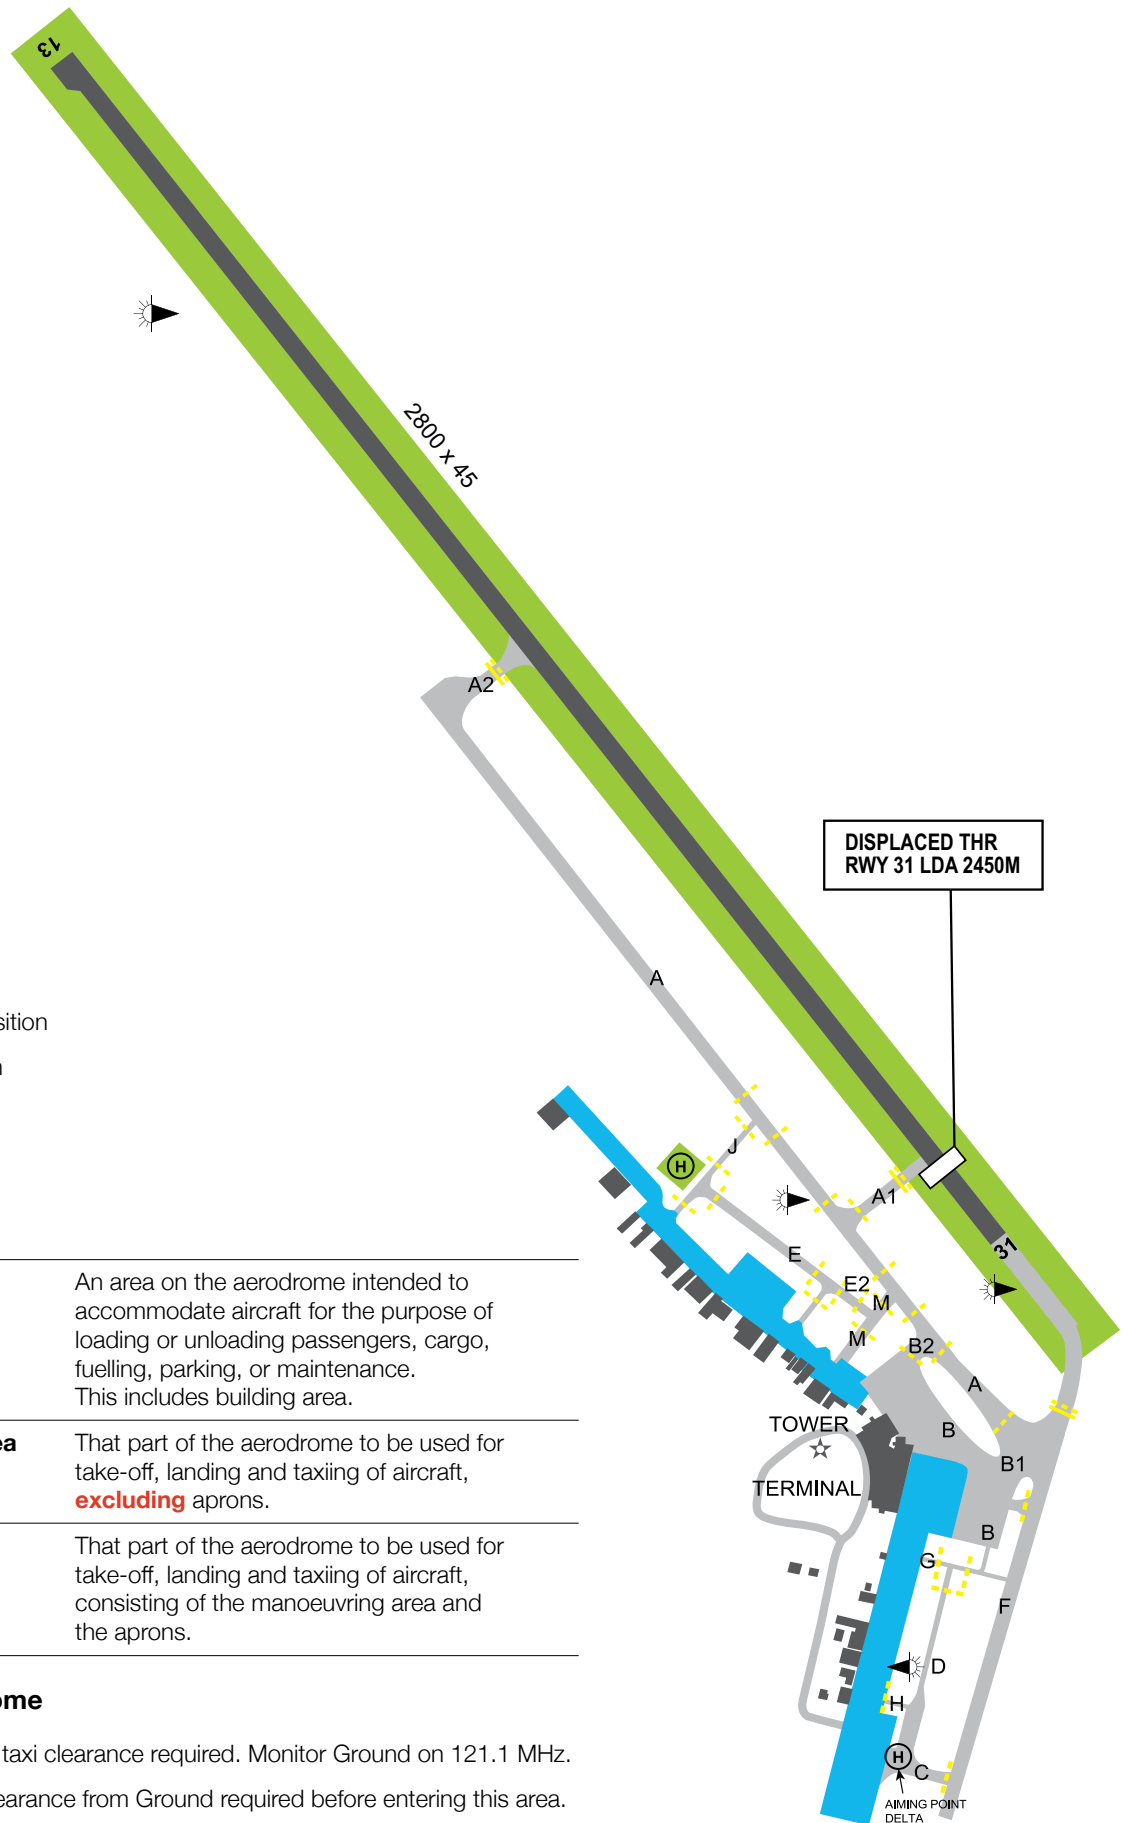 13
2800 x 45
A2
DISPLACED THR
RWY 31 LDA 2450M
A
sition
J
H
A1
31
E
E2
M
M
B2
A
TOWER
B
B1
TERMINAL
B
G
F
D
H
H
C
AIMING POINT
DELTA
An area on the aerodrome intended to
accommodate aircraft for the purpose of
loading or unloading passengers, cargo,
fuelling, parking, or maintenance.
This includes building area.
ea
That part of the aerodrome to be used for
take-off, landing and taxiing of aircraft,
excluding aprons.
That part of the aerodrome to be used for
take-off, landing and taxiing of aircraft,
consisting of the manoeuvring area and
the aprons.
ome
taxi clearance required. Monitor Ground on 121.1 MHz.
earance from Ground required before entering this area.